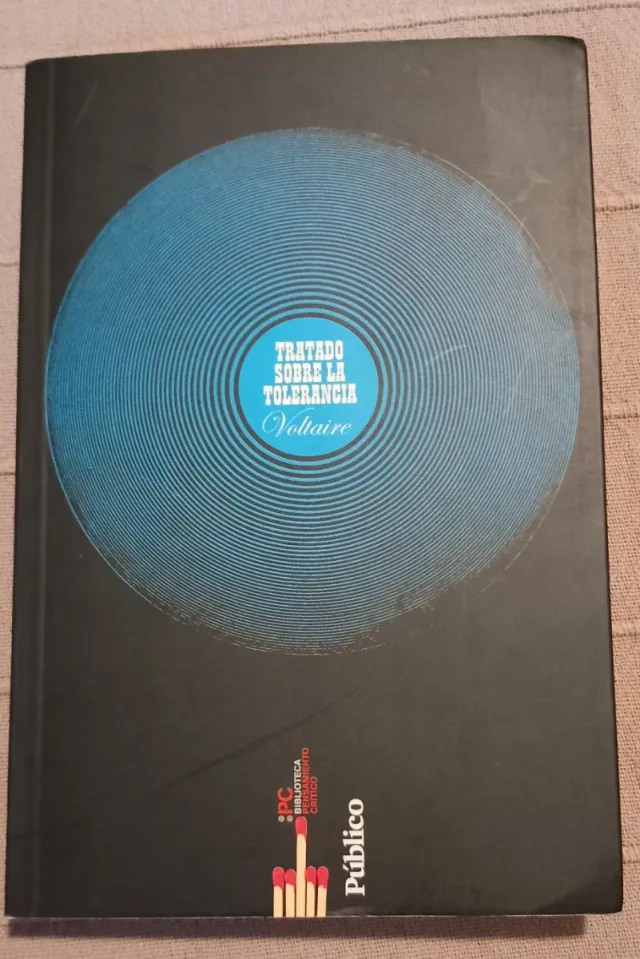 TRATADO
SOBRE LA
TOLERANCIA
Voltaire
:PC
BIBLIOTECA
PENSAMIENTO
CRÍTICO
Público